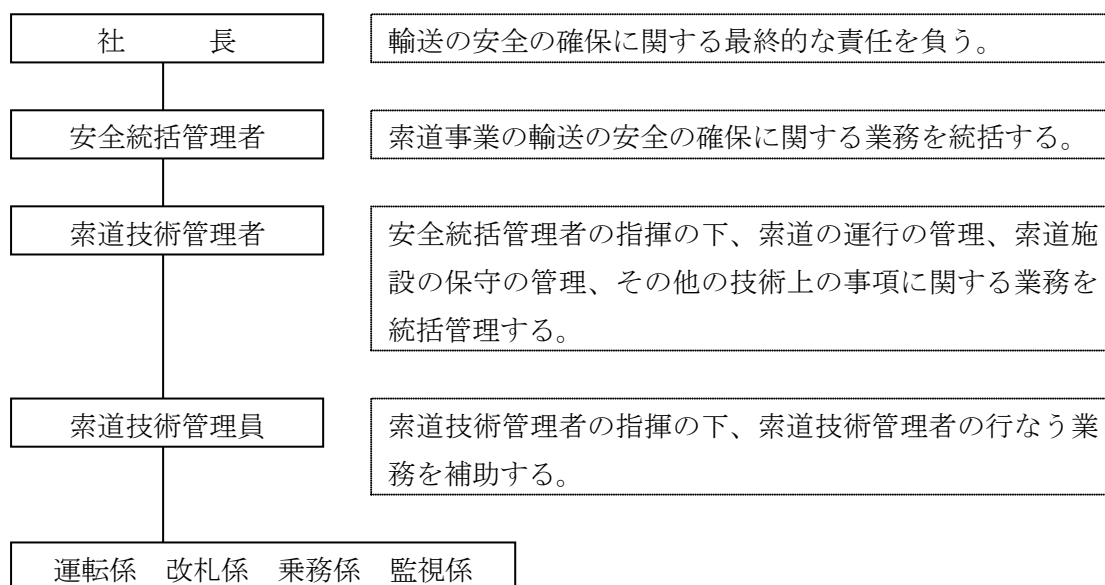 社　　　長
輸送の安全の確保に関する最終的な責任を負う。
安全統括管理者
索道事業の輸送の安全の確保に関する業務を統括する。
索道技術管理者
安全統括管理者の指揮の下、索道の運行の管理、索道施
設の保守の管理、その他の技術上の事項に関する業務を
統括管理する。
索道技術管理員
索道技術管理者の指揮の下、索道技術管理者の行なう業
務を補助する。
運転係　改札係　乗務係　監視係